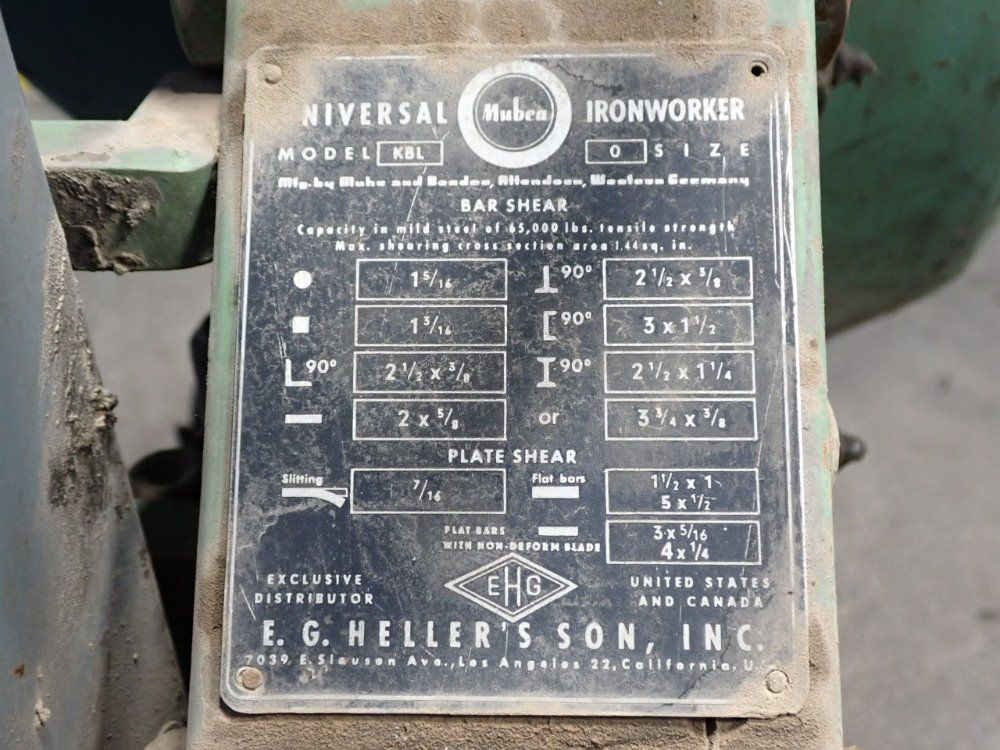 NIVERSAL Mubea IRONWORKER
MODEL KBL O SIZE
Mfg. by Muhr and Bender, Attendorn, Western Germany
BAR SHEAR
Capacity in mild steel of 65,000 lbs. tensile strength
Max. shearing cross section area 1.44 sq. in.
1 5/16 90° 2 1/2 x 3/8
1 3/16 90° 3 x 1 1/2
90° 2 1/2 x 3/8 90° 2 1/2 x 1 1/4
2 x 5/8 or 3 3/4 x 3/8
PLATE SHEAR
Slitting 7/16 Flat bars 1 1/2 x 1
5 x 1/2
FLAT BARS
WITH NON-DEFORM BLADE
3 x 5/16
4 x 1/4
EXCLUSIVE
DISTRIBUTOR
EHG
UNITED STATES
AND CANADA
E. G. HELLER'S SON, INC.
7039 E. Slauson Ave., Los Angeles 22, California, U.